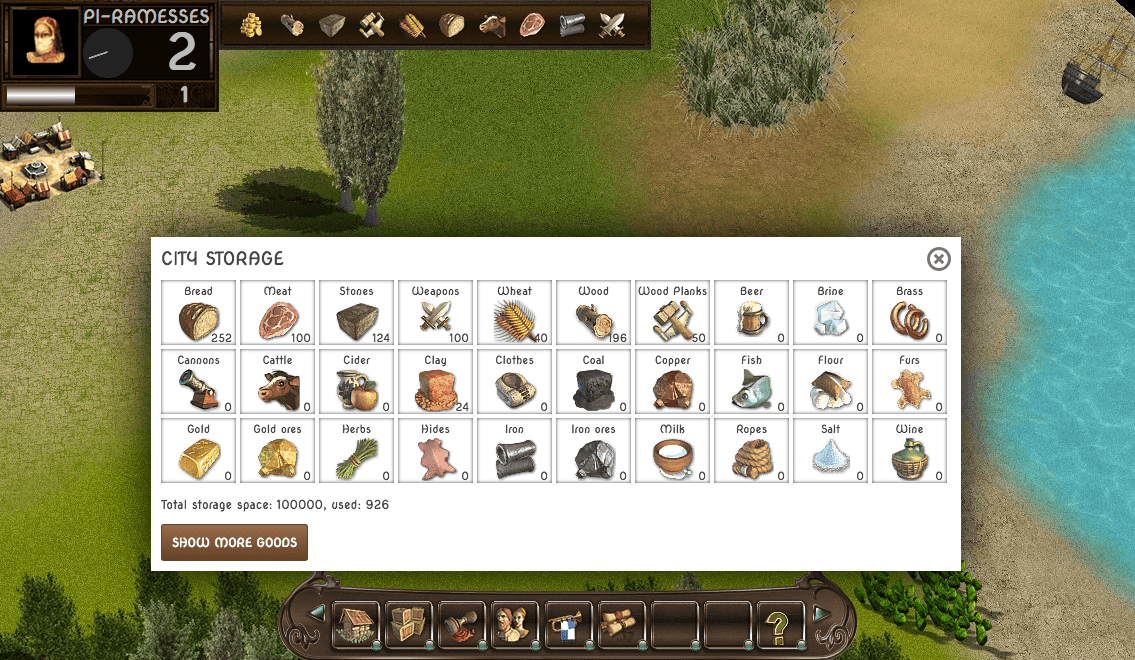 PI-RAMESSES
2
1
CITY STORAGE
Bread Meat Stones Weapons Wheat Wood Wood Planks Beer Brine Brass
252 100 124 100 40 196 50 0 0 0
Cannons Cattle Cider Clay Clothes Coal Copper Fish Flour Furs
0 0 0 24 0 0 0 0 0 0
Gold Gold ores Herbs Hides Iron Iron ores Milk Ropes Salt Wine
0 0 0 0 0 0 0 0 0 0
Total storage space: 100000, used: 926
SHOW MORE GOODS
?